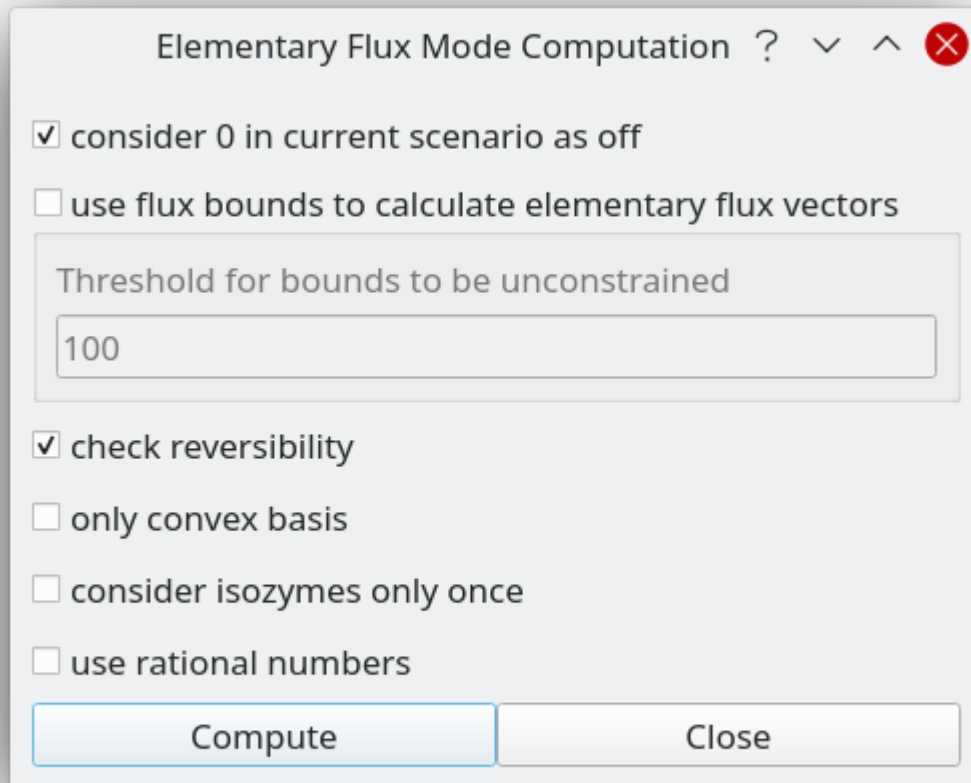 Elementary Flux Mode Computation ?
consider 0 in current scenario as off
use flux bounds to calculate elementary flux vectors
Threshold for bounds to be unconstrained
100
check reversibility
only convex basis
consider isozymes only once
use rational numbers
Compute Close